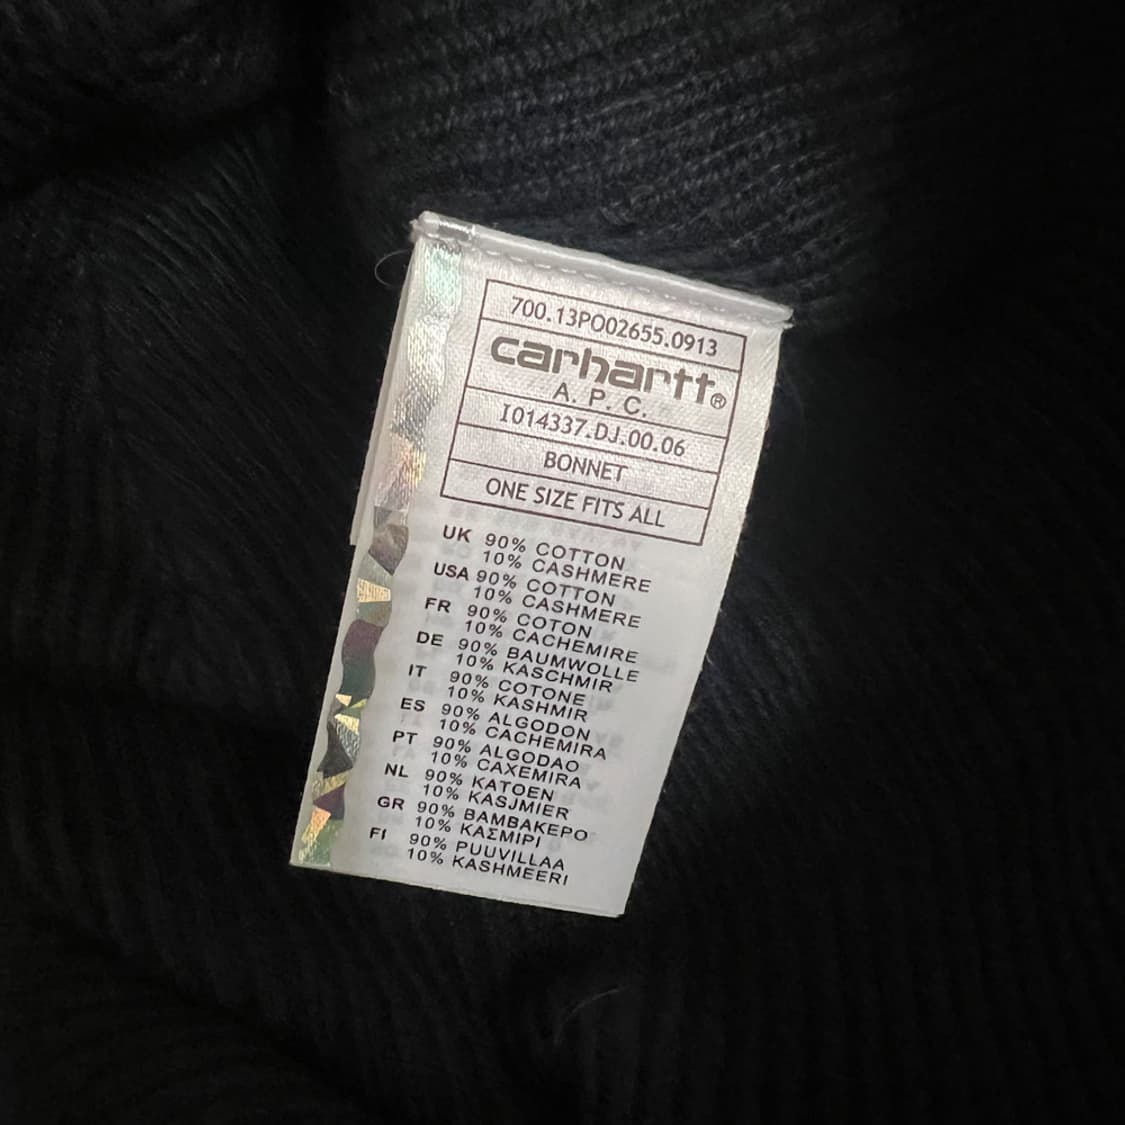 700.13PO02655.0913
carhartt®
A. P. C.
I014337.DJ.00.06
BONNET
ONE SIZE FITS ALL
UK 90% COTTON
10% CASHMERE
USA 90% COTTON
10% CASHMERE
FR 90% COTON
10% CACHEMIRE
DE 90% BAUMWOLLE
10% KASCHMIR
IT 90% COTONE
10% KASHMIR
ES 90% ALGODON
10% CACHEMIRA
PT 90% ALGODAO
10% CAXEMIRA
NL 90% KATOEN
10% KASJMIER
GR 90% ΒΑΜΒΑΚΕΡΟ
10% ΚΑΣΜΙΡΙ
FI 90% PUUVILLAA
10% KASHMEERI